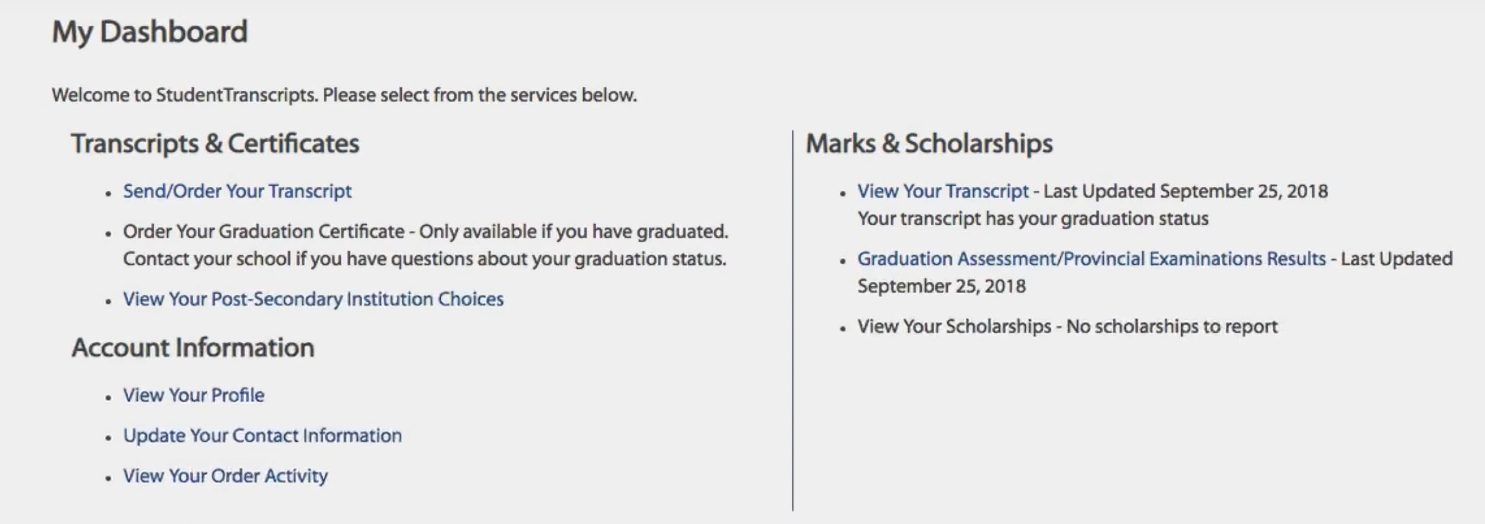 My Dashboard
Welcome to StudentTranscripts. Please select from the services below.
Transcripts & Certificates
Send/Order Your Transcript
Order Your Graduation Certificate - Only available if you have graduated.
Contact your school if you have questions about your graduation status.
View Your Post-Secondary Institution Choices
Account Information
View Your Profile
Update Your Contact Information
View Your Order Activity
Marks & Scholarships
View Your Transcript - Last Updated September 25, 2018
Your transcript has your graduation status
Graduation Assessment/Provincial Examinations Results - Last Updated
September 25, 2018
View Your Scholarships - No scholarships to report